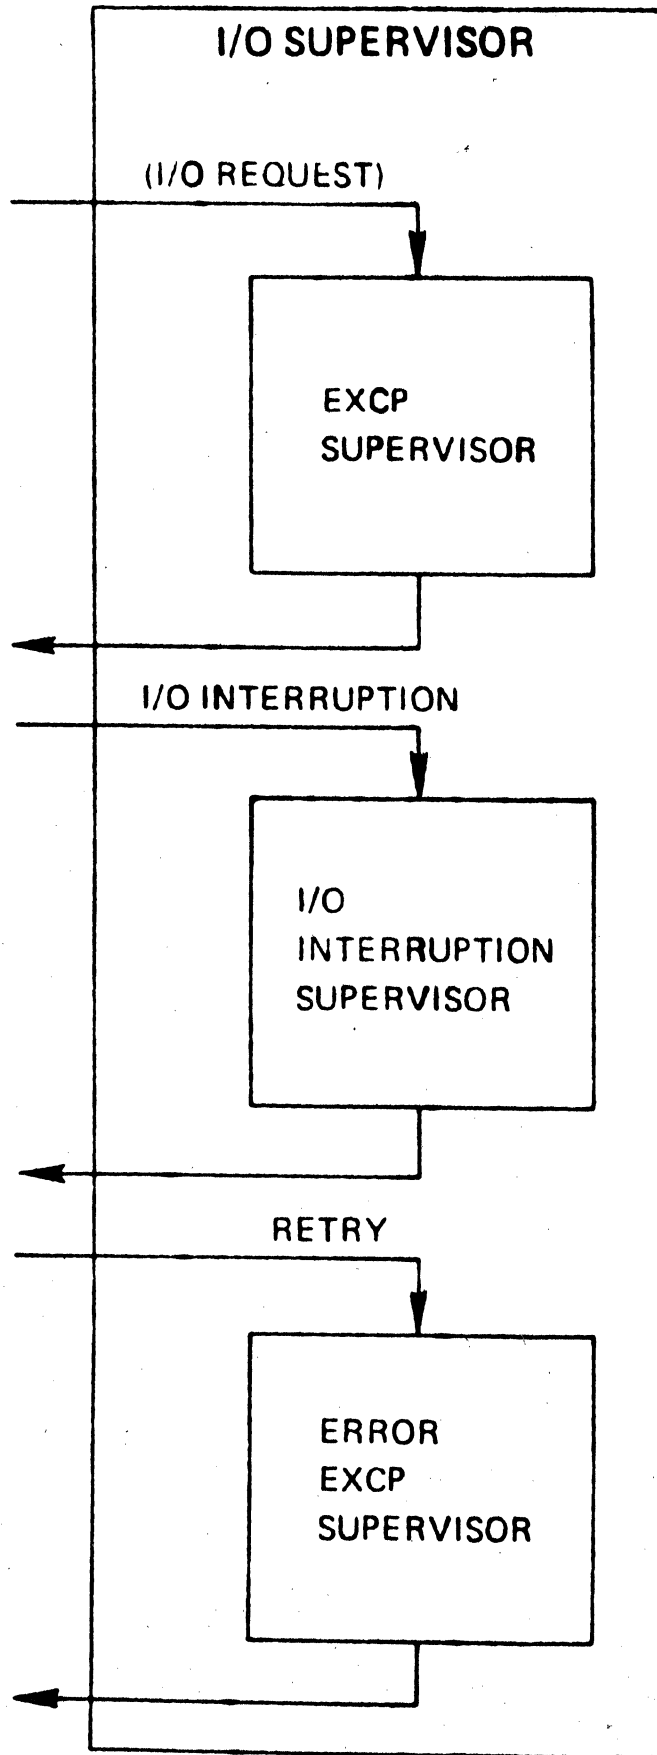 I/O SUPERVISOR
(I/O REQUEST)
EXCP
SUPERVISOR
I/O INTERRUPTION
I/O
INTERRUPTION
SUPERVISOR
RETRY
ERROR
EXCP
SUPERVISOR